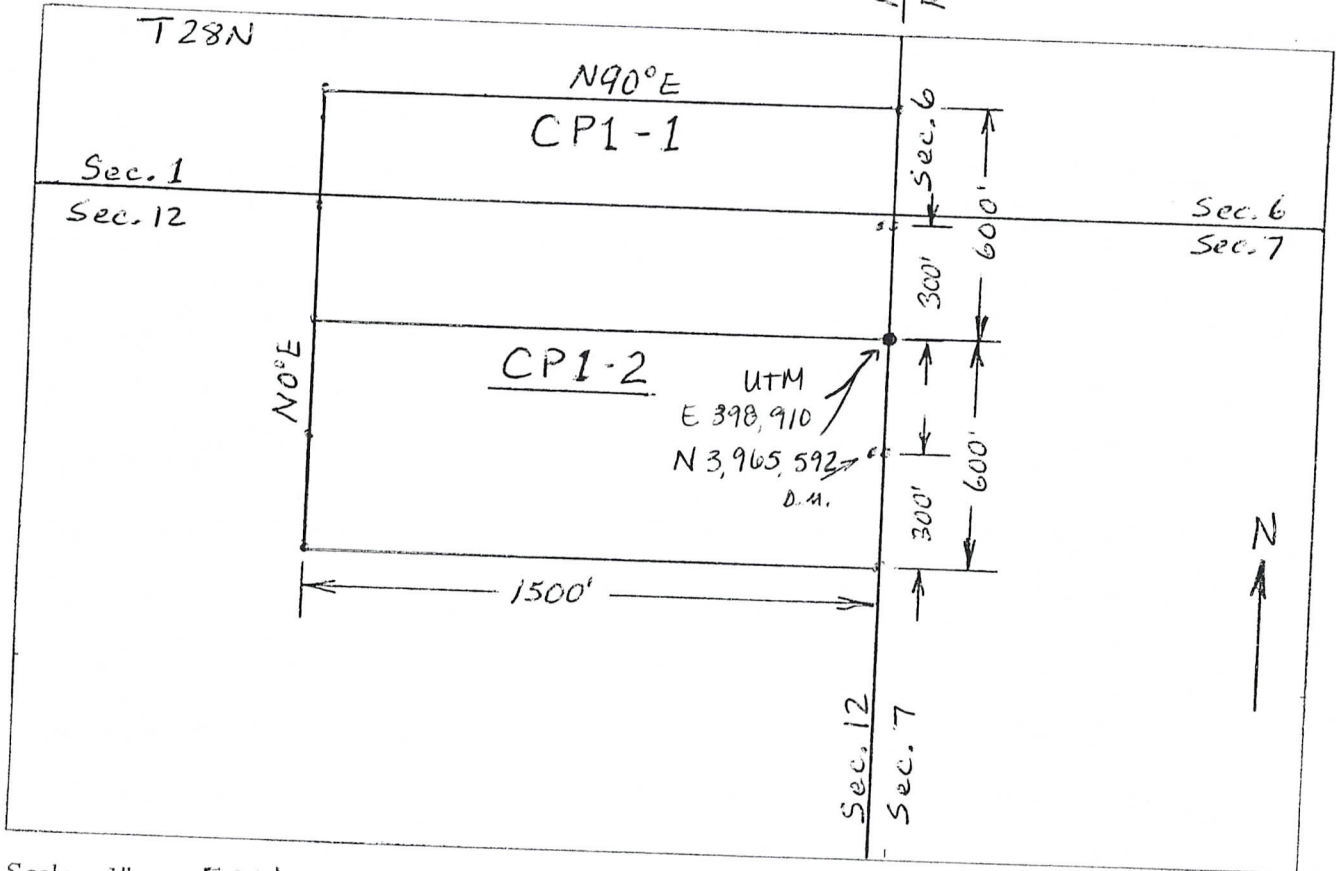 T28N
N90°E
CP1-1
Sec. 6
Sec. 1
Sec. 12
600'
Sec. 6
Sec. 7
300'
N0°E
CP1-2
UTM
E 398,910
N 3,965,592
D.M.
300'
600'
N
1500'
Sec. 12
Sec. 7